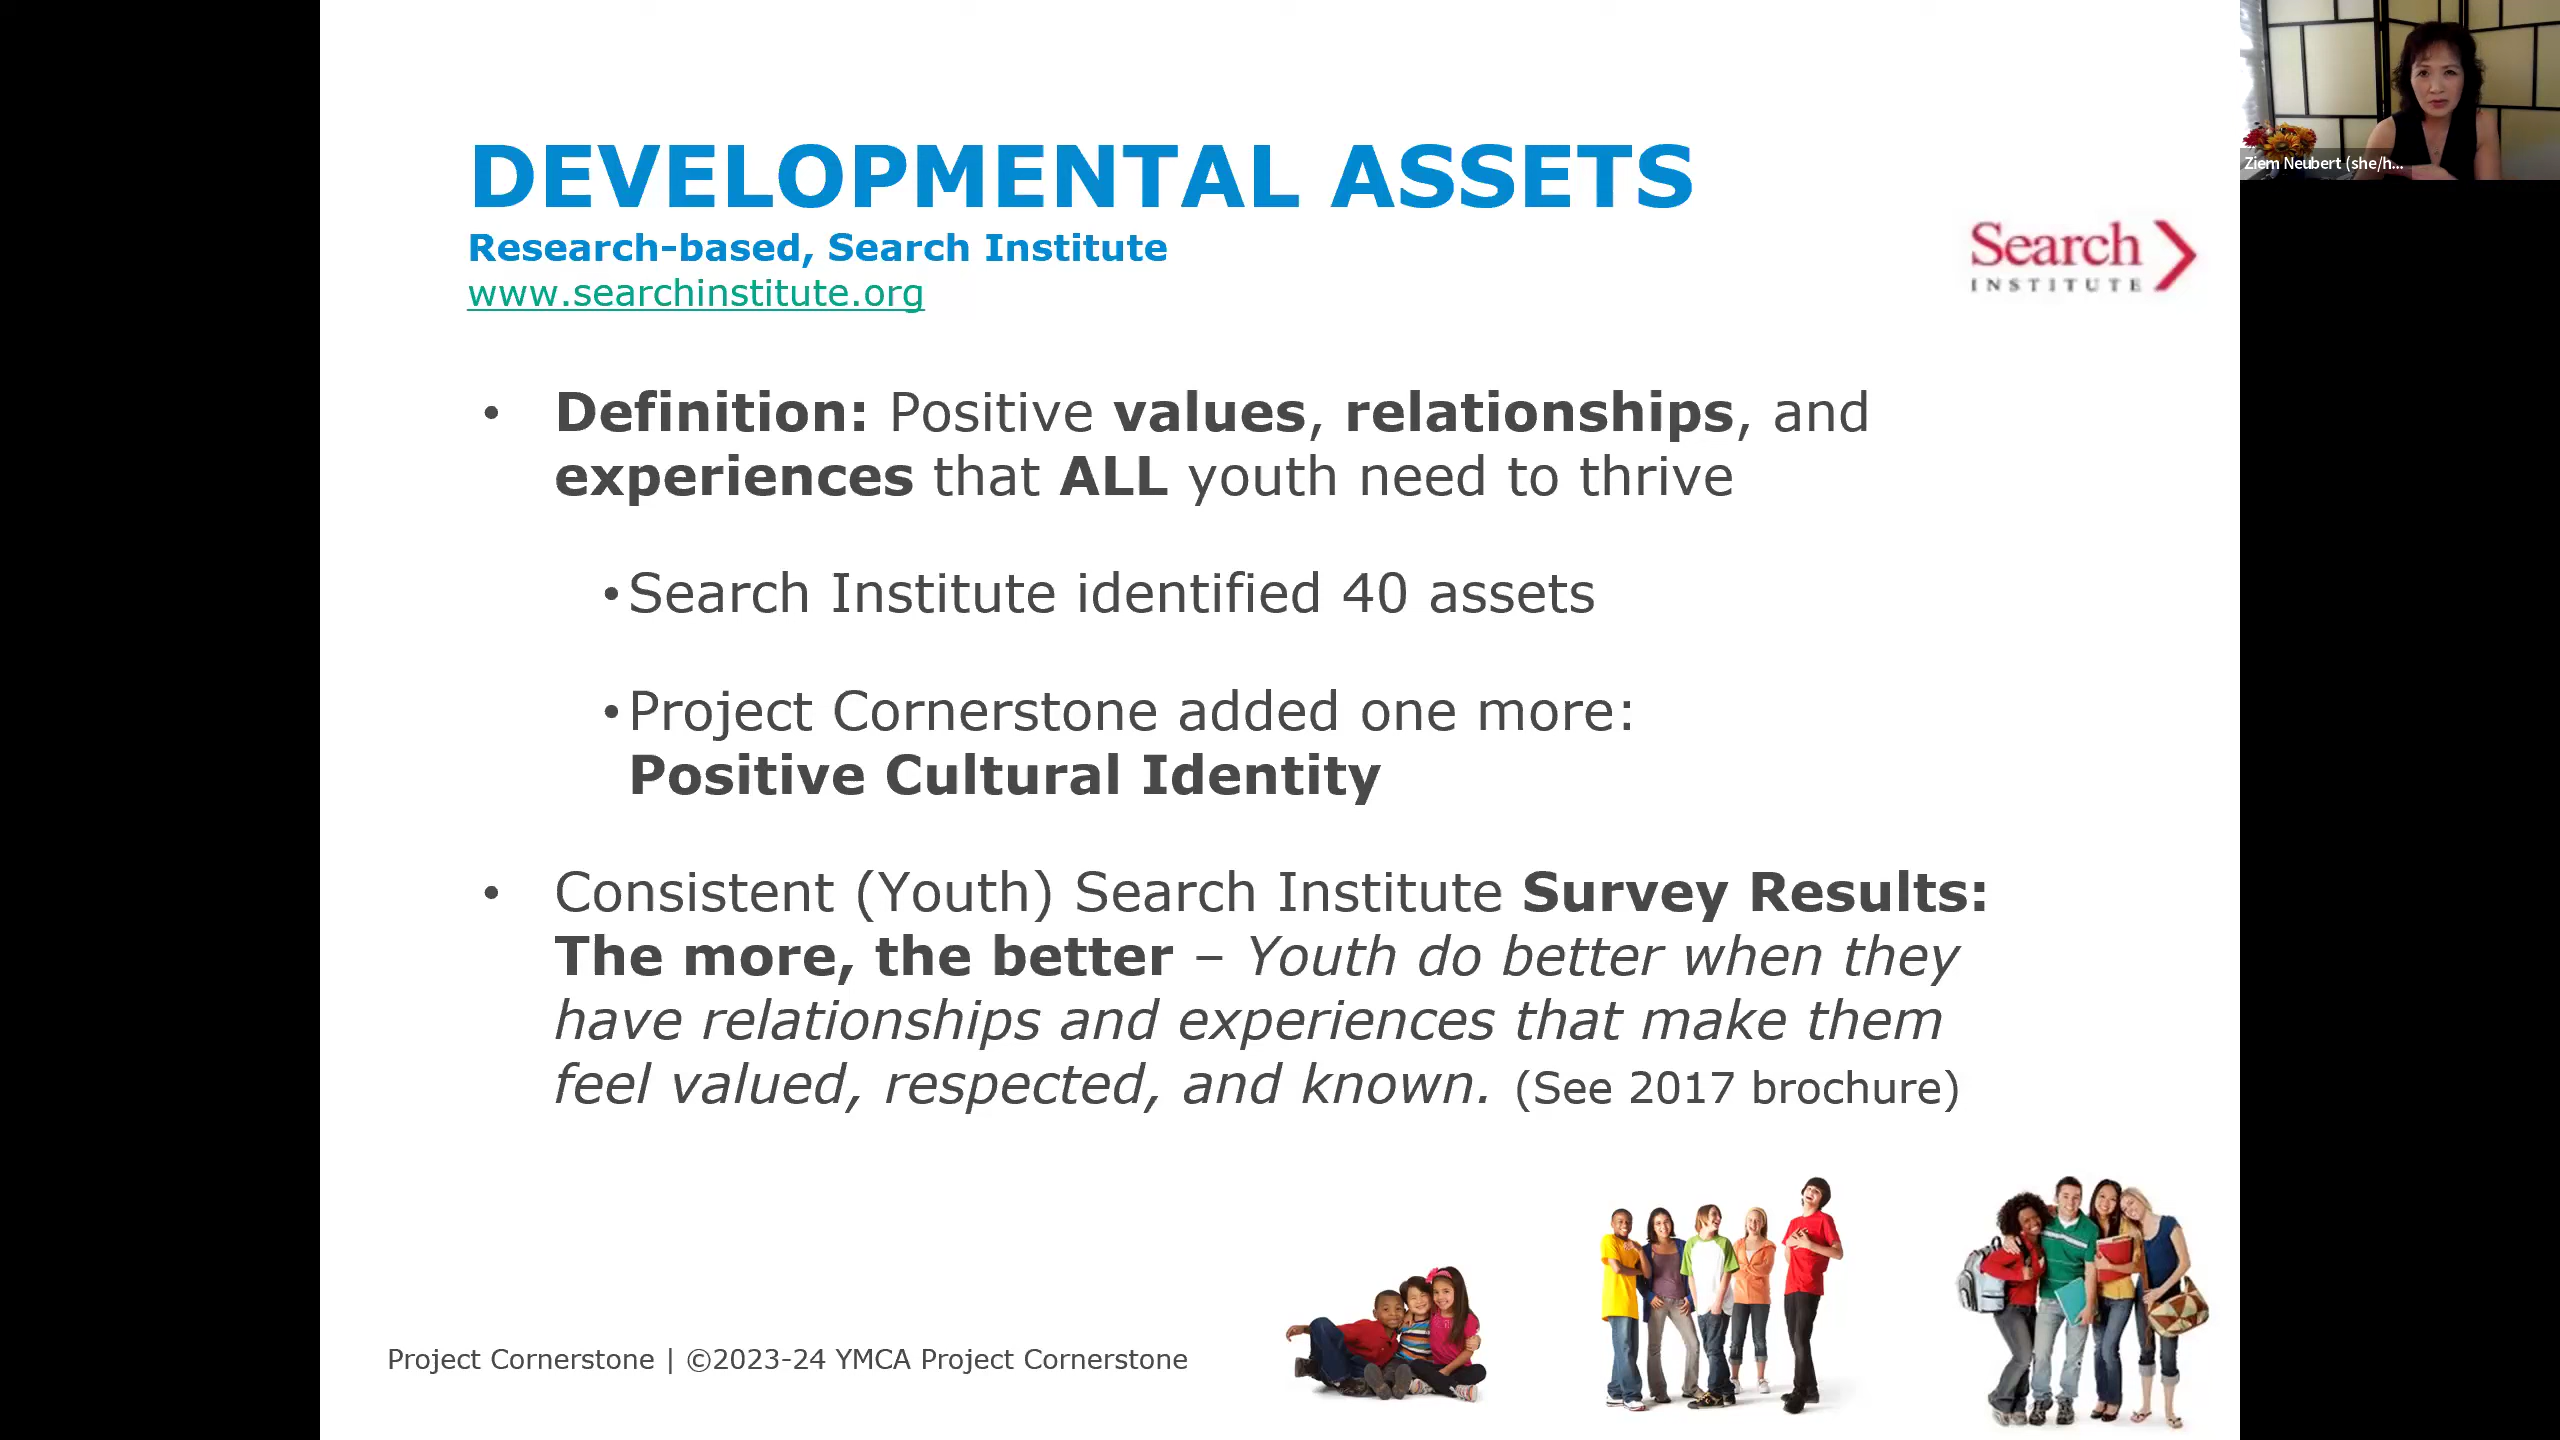 DEVELOPMENTAL ASSETS
Research-based, Search Institute
www.searchinstitute.org
Search
INSTITUTE
• Definition: Positive values, relationships, and
experiences that ALL youth need to thrive
• Search Institute identified 40 assets
• Project Cornerstone added one more:
Positive Cultural Identity
• Consistent (Youth) Search Institute Survey Results:
The more, the better – Youth do better when they
have relationships and experiences that make them
feel valued, respected, and known. (See 2017 brochure)
Project Cornerstone | ©2023-24 YMCA Project Cornerstone
Ziem Neubert (she/h...